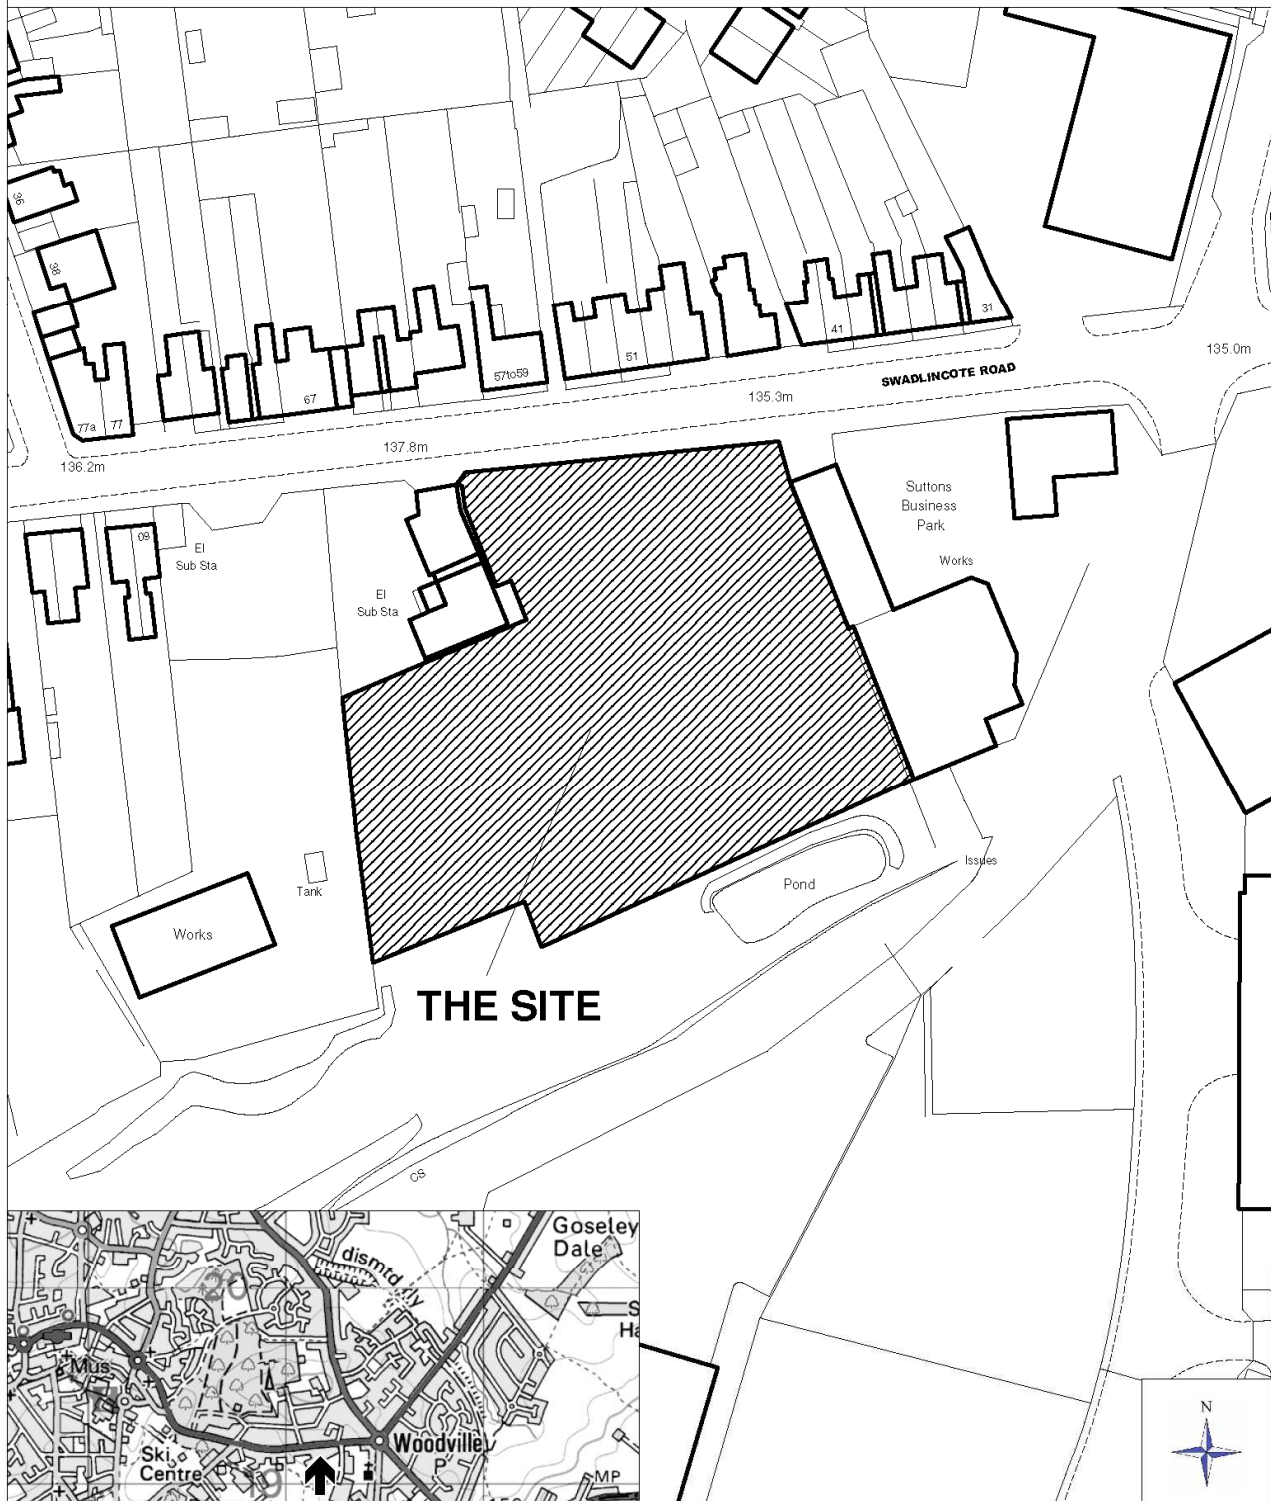 36
38
77a
77
67
57to59
51
41
31
SWADLINCOTE ROAD
135.0m
135.3m
137.8m
136.2m
Suttons
Business
Park
Works
El
Sub Sta
El
Sub Sta
Tank
Works
Pond
Issues
THE SITE
CS
Goseley
Dale
dismtd rly
Mus
Woodville
P
Ski
Centre
19
MP
N